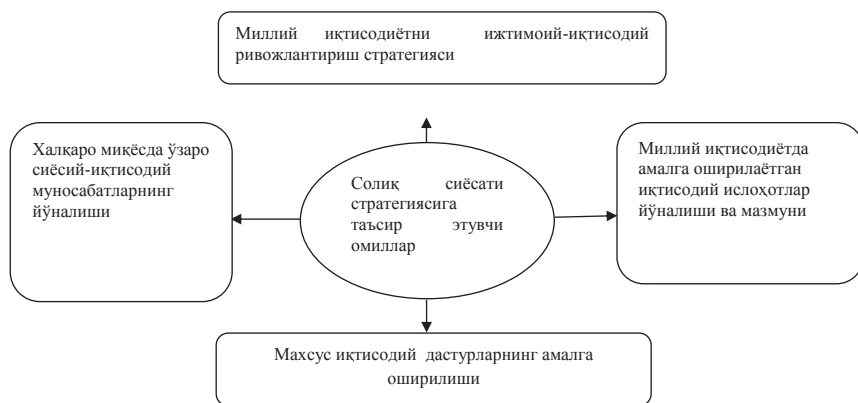 Миллий иқтисодиётни ижтимоий-иқтисодий
ривожлантириш стратегияси
Халқаро миқёсда ўзаро
сиёсий-иқтисодий
муносабатларнинг
йўналиши
Солиқ сиёсати
стратегиясига
таъсир этувчи
омиллар
Миллий иқтисодиётда
амалга оширилаётган
иқтисодий ислоҳотлар
йўналиши ва мазмуни
Махсус иқтисодий дастурларнинг амалга
оширилиши